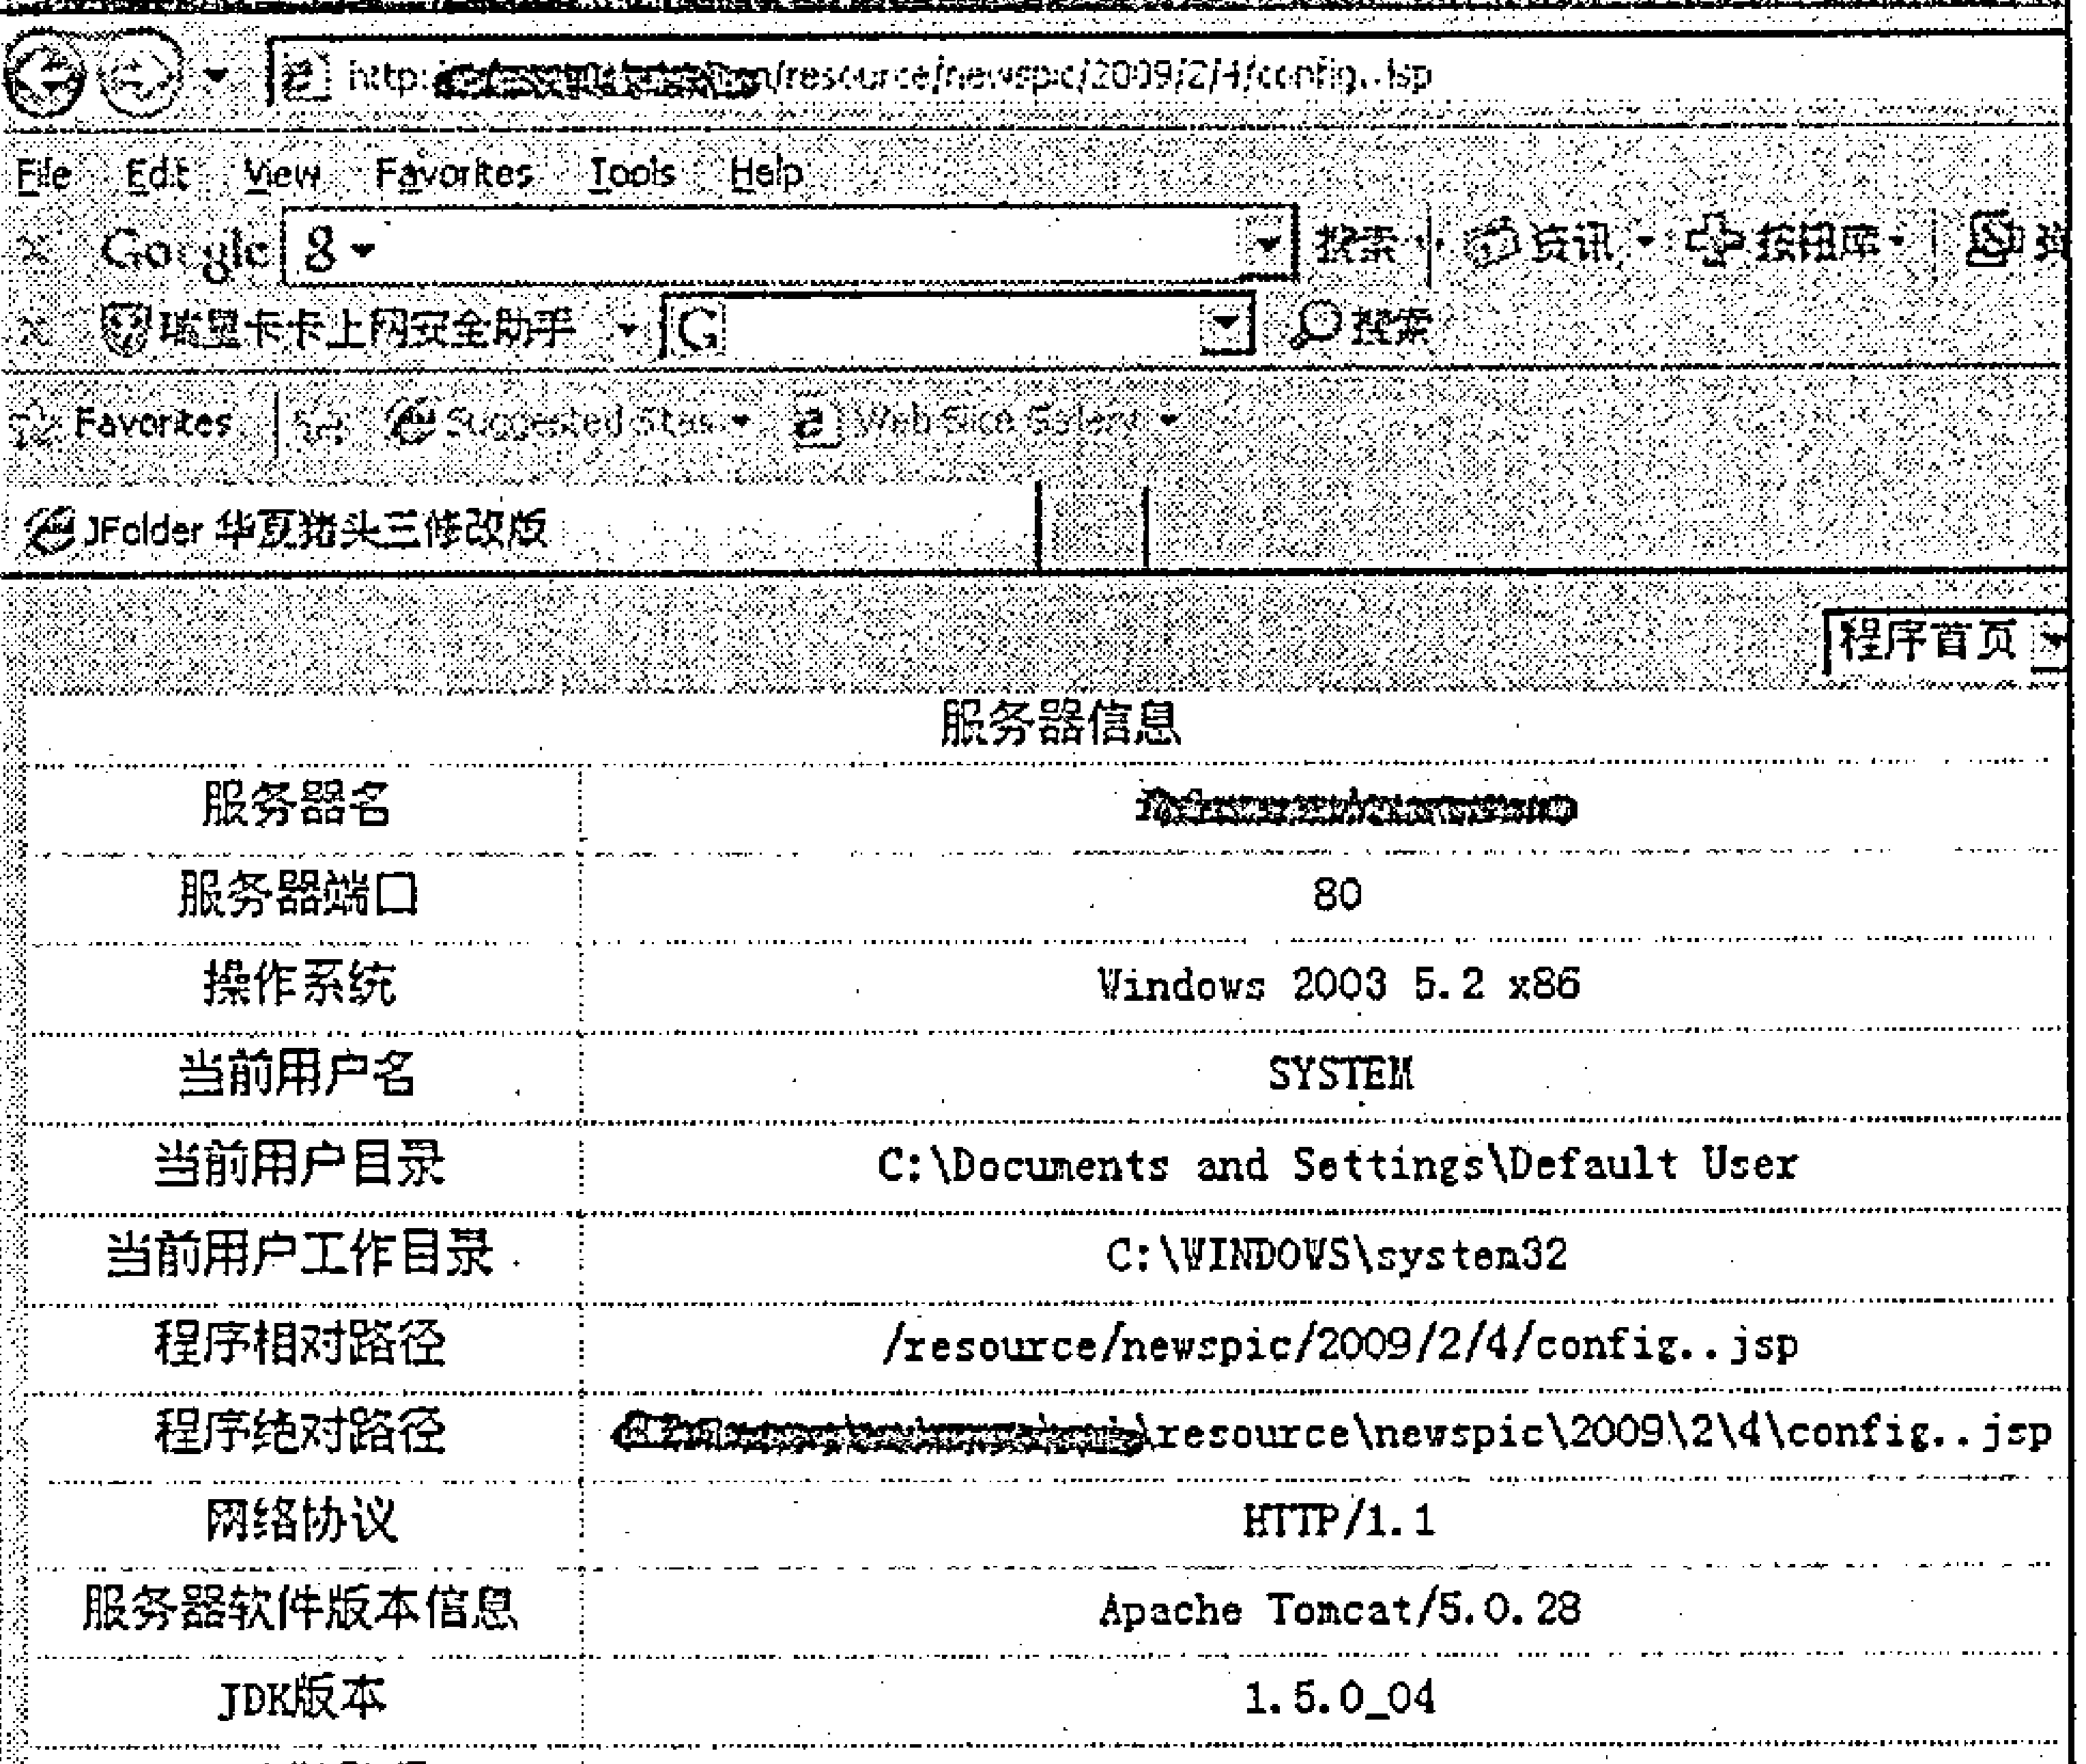 http:/resource/newspic/2009/2/4/config..jsp
File Edit View Favorites Tools Help
Google 搜索 资讯 按钮库
瑞星卡卡上网安全助手 搜索
Favorites Suggested Sites Web Slice Gallery
JFolder 华夏猪头三修改版
程序首页
服务器信息
服务器名
服务器端口 80
操作系统 Windows 2003 5.2 x86
当前用户名 SYSTEM
当前用户目录 C:\Documents and Settings\Default User
当前用户工作目录 C:\WINDOWS\system32
程序相对路径 /resource/newspic/2009/2/4/config..jsp
程序绝对路径 \resource\newspic\2009\2\4\config..jsp
网络协议 HTTP/1.1
服务器软件版本信息 Apache Tomcat/5.0.28
JDK版本 1.5.0_04